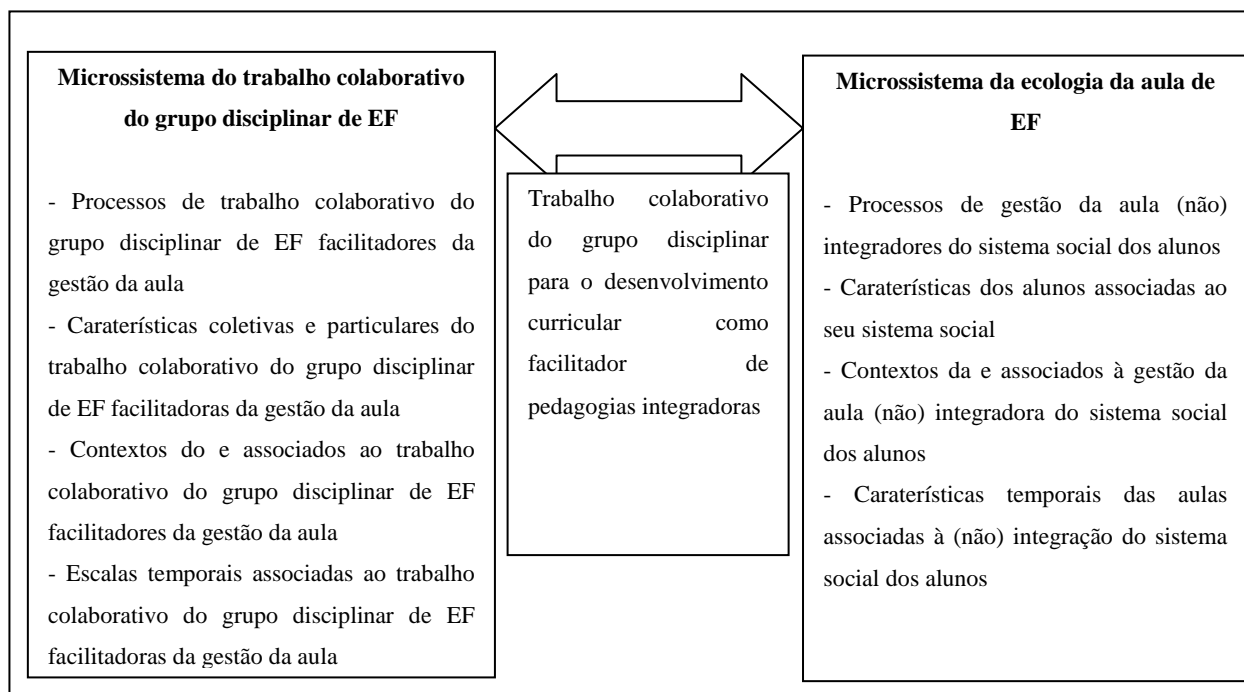 Microssistema do trabalho colaborativo
do grupo disciplinar de EF
- Processos de trabalho colaborativo do
grupo disciplinar de EF facilitadores da
gestão da aula
- Caraterísticas coletivas e particulares do
trabalho colaborativo do grupo disciplinar
de EF facilitadoras da gestão da aula
- Contextos do e associados ao trabalho
colaborativo do grupo disciplinar de EF
facilitadores da gestão da aula
- Escalas temporais associadas ao trabalho
colaborativo do grupo disciplinar de EF
facilitadoras da gestão da aula
Trabalho colaborativo
do grupo disciplinar
para o desenvolvimento
curricular como
facilitador de
pedagogias integradoras
Microssistema da ecologia da aula de
EF
- Processos de gestão da aula (não)
integradores do sistema social dos alunos
- Caraterísticas dos alunos associadas ao
seu sistema social
- Contextos da e associados à gestão da
aula (não) integradora do sistema social
dos alunos
- Caraterísticas temporais das aulas
associadas à (não) integração do sistema
social dos alunos